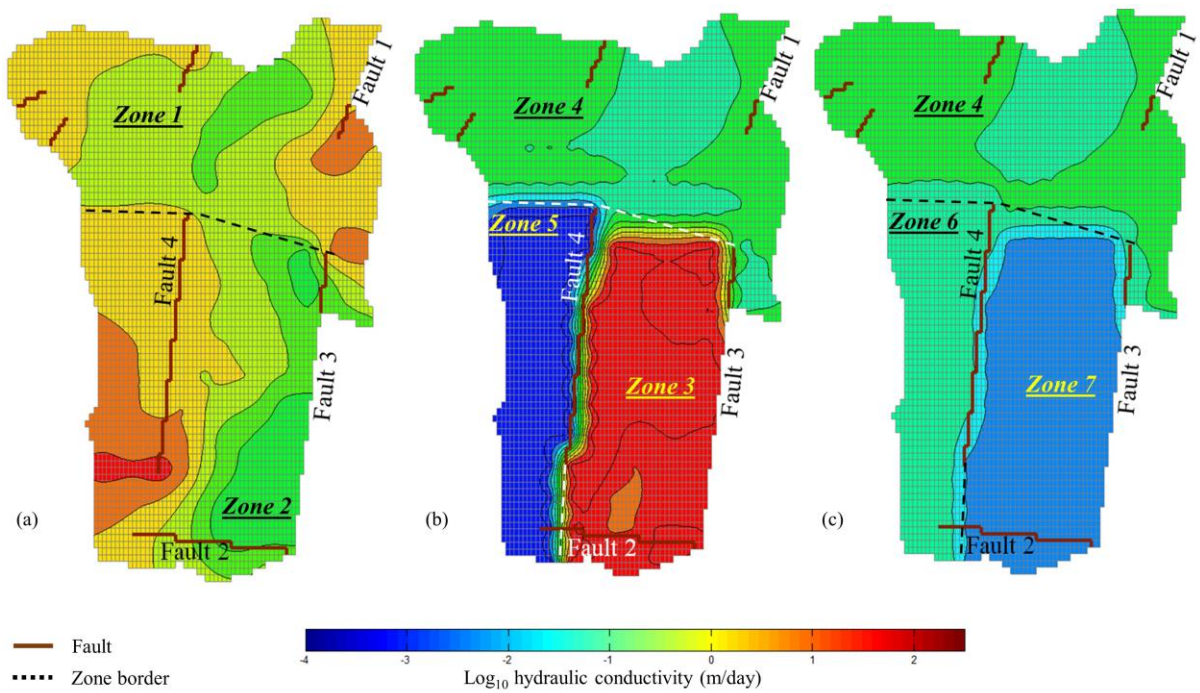 Zone 1
Fault 1
Fault 4
Fault 3
Zone 2
Fault 2
(a)
Zone 4
Fault 1
Zone 5
Fault 4
Zone 3
Fault 3
Fault 2
(b)
Zone 4
Fault 1
Zone 6
Fault 4
Zone 7
Fault 3
Fault 2
(c)
Fault
Zone border
-4 -3 -2 -1 0 1 2
Log₁₀ hydraulic conductivity (m/day)